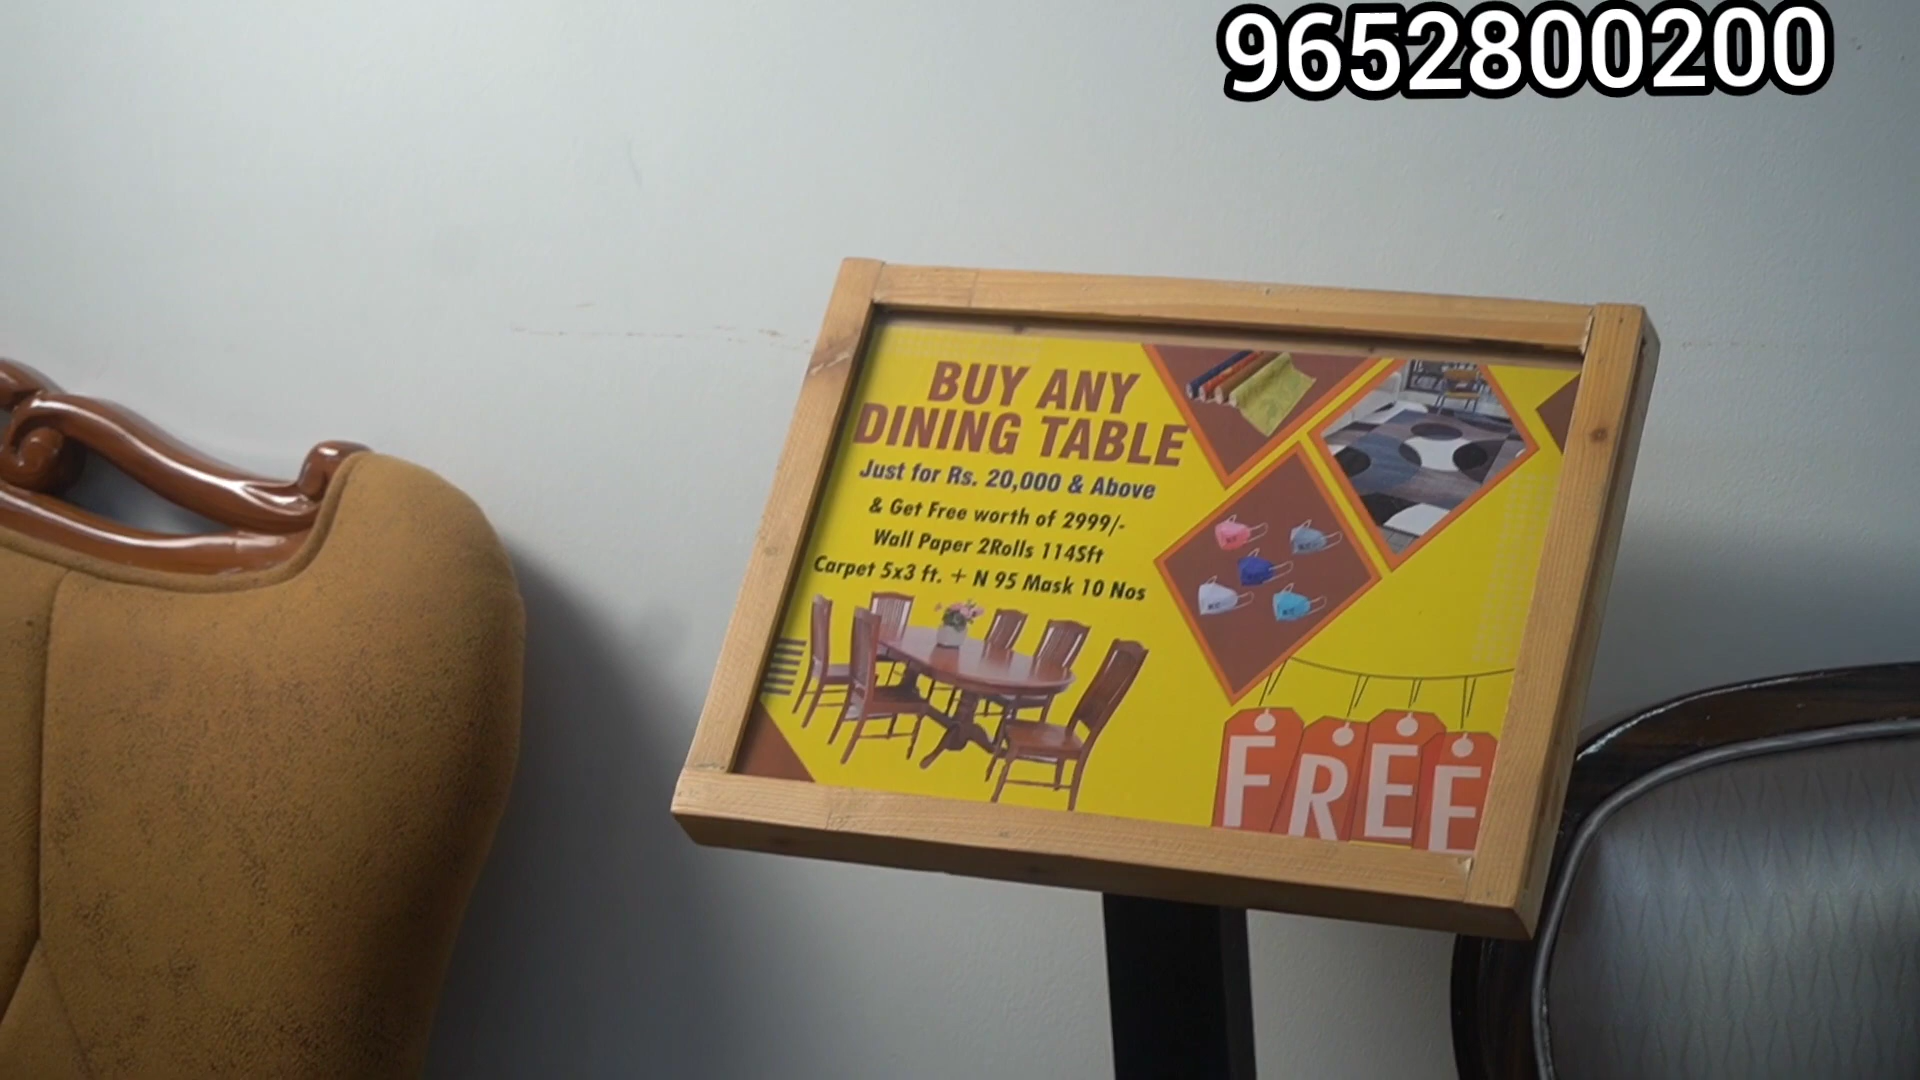 9652800200
BUY ANY
DINING TABLE
Just for Rs. 20,000 & Above
& Get Free worth of 2999/-
Wall Paper 2Rolls 114Sft
Carpet 5x3 ft. + N 95 Mask 10 Nos
FREE